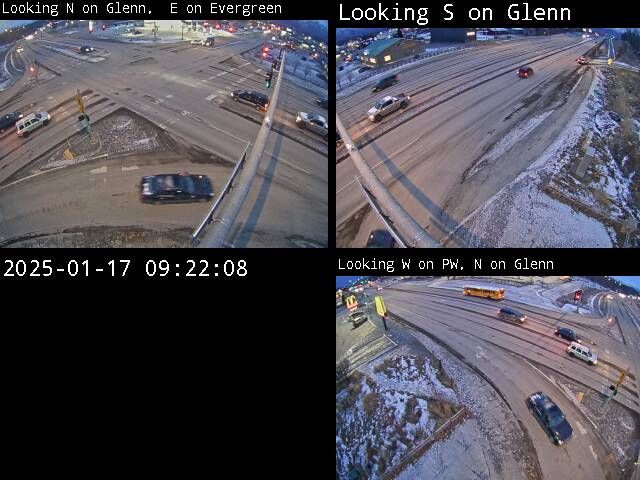 Looking N on Glenn,  E on Evergreen
Looking S on Glenn
2025-01-17 09:22:08
Looking W on PW, N on Glenn